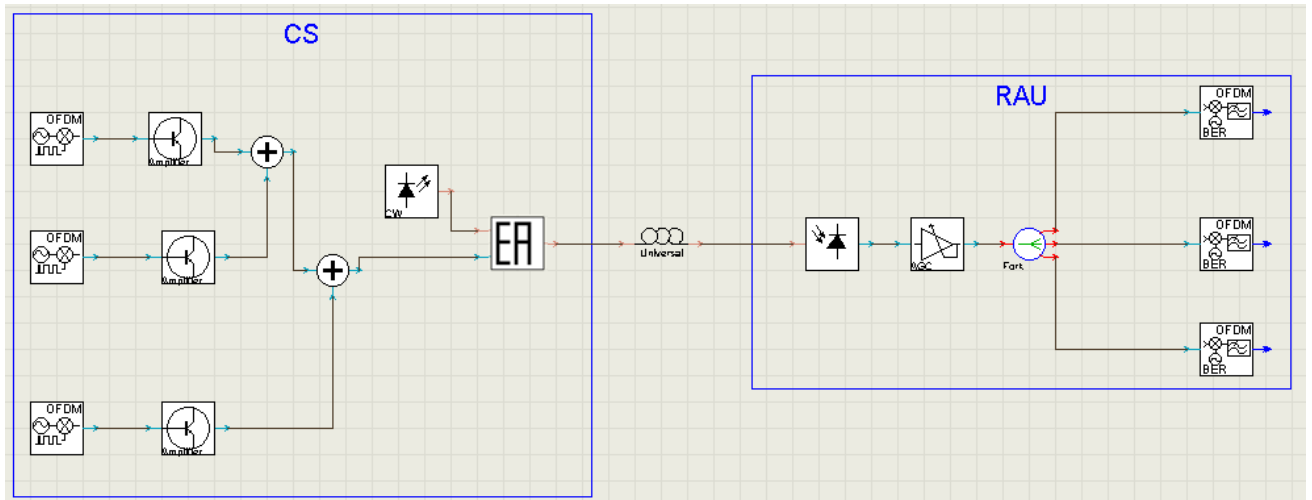 CS
RAU
OFDM
Amplifier
OFDM
Amplifier
OFDM
Amplifier
CW
EA
Universal
AGC
Fork
OFDM
BER
OFDM
BER
OFDM
BER